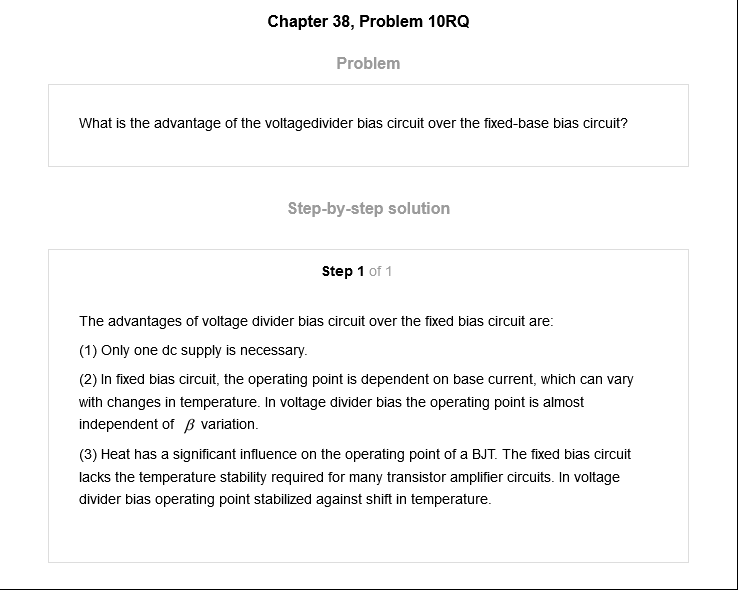 Chapter 38, Problem 10RQ
Problem
What is the advantage of the voltagedivider bias circuit over the fixed-base bias circuit?
Step-by-step solution
Step 1 of 1
The advantages of voltage divider bias circuit over the fixed bias circuit are:
(1) Only one dc supply is necessary.
(2) In fixed bias circuit, the operating point is dependent on base current, which can vary
with changes in temperature. In voltage divider bias the operating point is almost
independent of β variation.
(3) Heat has a significant influence on the operating point of a BJT. The fixed bias circuit
lacks the temperature stability required for many transistor amplifier circuits. In voltage
divider bias operating point stabilized against shift in temperature.